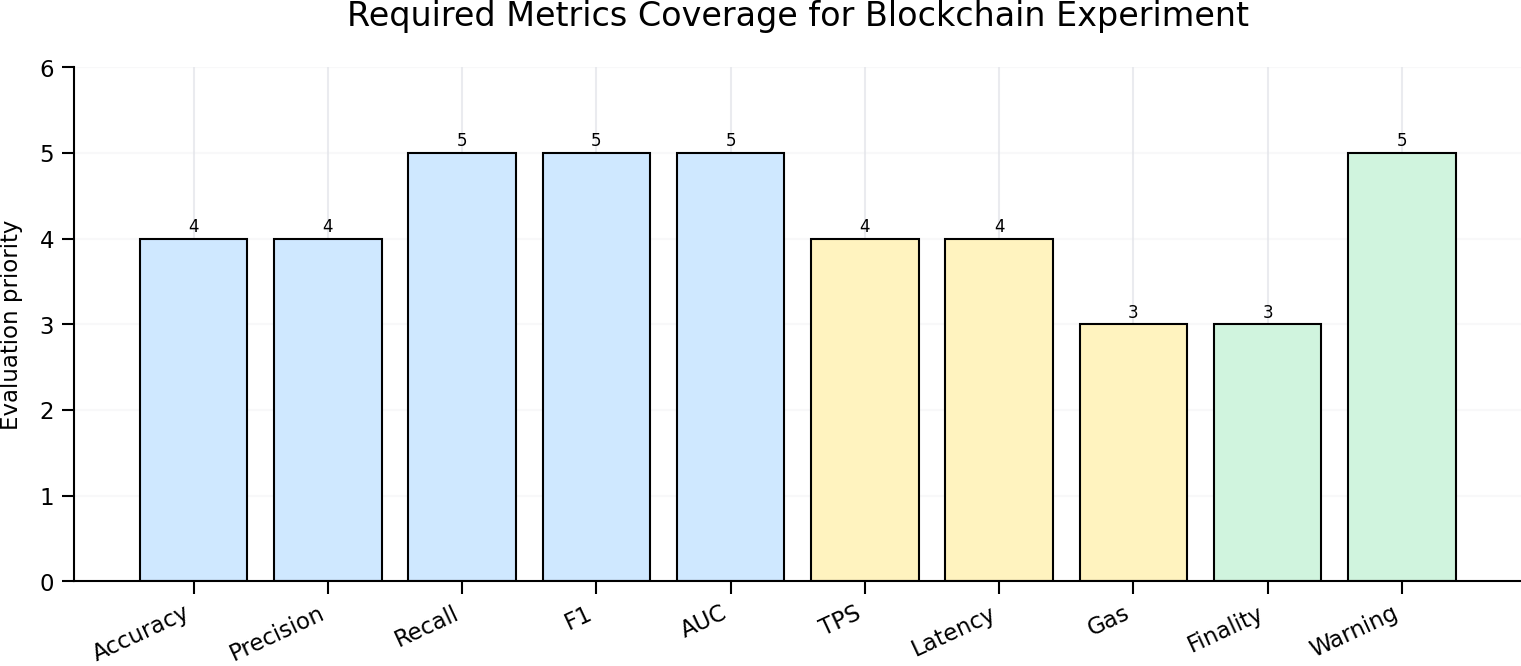 Required Metrics Coverage for Blockchain Experiment
Evaluation priority
6
5
4
3
2
1
0
4
4
5
5
5
4
4
3
3
5
Accuracy
Precision
Recall
F1
AUC
TPS
Latency
Gas
Finality
Warning